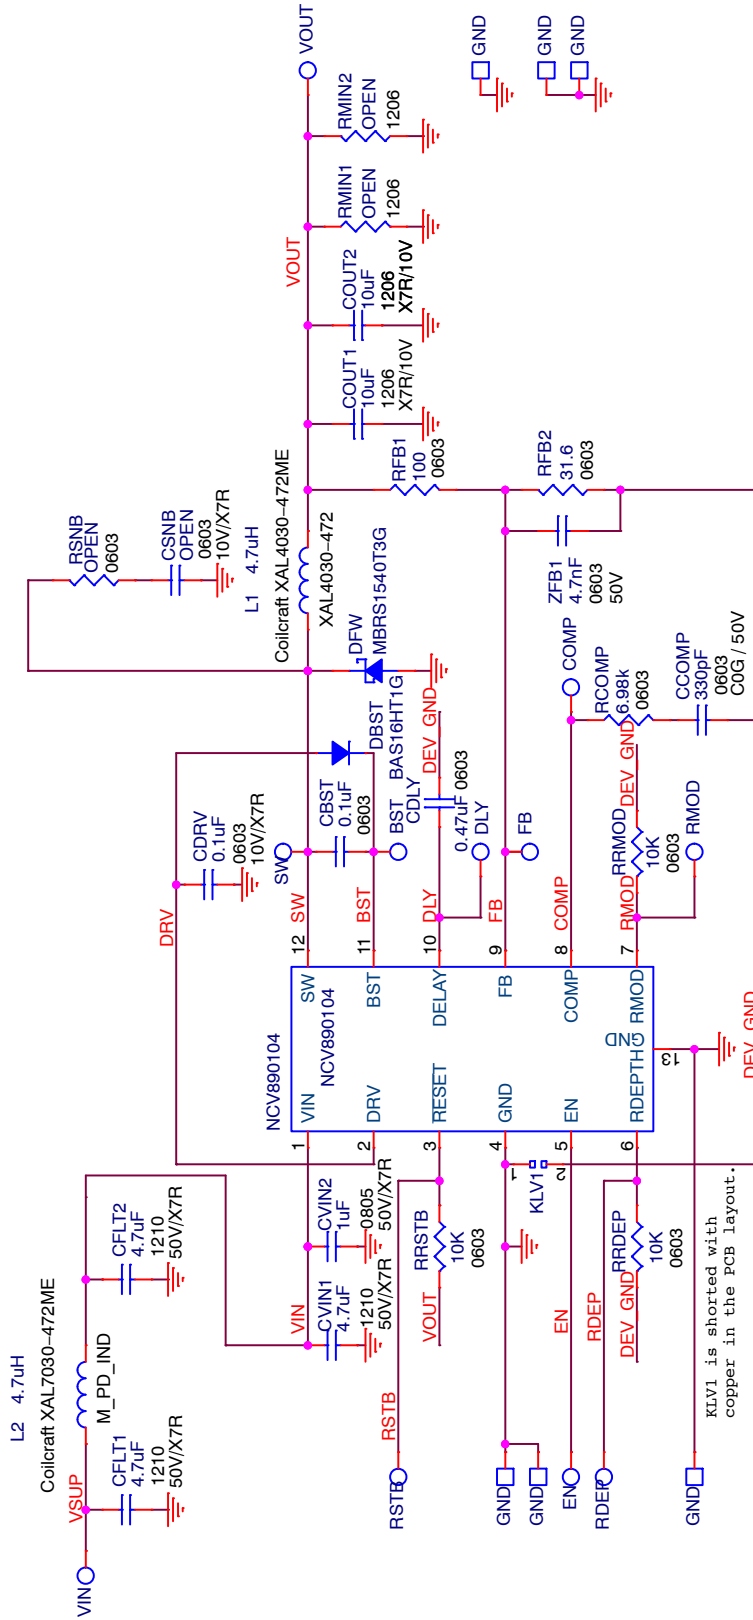 L2 4.7uH
Coilcraft XAL7030-472ME
M_PD_IND
VIN
VSUP
CFLT1
4.7uF
1210
50V/X7R
CFLT2
4.7uF
1210
50V/X7R
VIN
CVIN1
4.7uF
1210
50V/X7R
CVIN2
1uF
0805
50V/X7R
DRV
CDRV
0.1uF
0603
10V/X7R
NCV890104
NCV890104
1
VIN
2
DRV
3
RESET
4
GND
5
EN
6
RDEPTH
12
SW
11
BST
10
DELAY
9
FB
8
COMP
7
RMOD
GND
13
SW
SW
BST
CBST
0.1uF
0603
BST
DBST
BAS16HT1G
DFW
MBRS1540T3G
RSNB
OPEN
0603
CSNB
OPEN
0603
10V/X7R
L1 4.7uH
Coilcraft XAL4030-472ME
XAL4030-472
VOUT
COUT1
10uF
1206
X7R/10V
COUT2
10uF
1206
X7R/10V
RMIN1
OPEN
1206
RMIN2
OPEN
1206
VOUT
GND
GND
GND
DLY
CDLY
0.47uF
0603
DEV_GND
DLY
FB
FB
RFB1
100
0603
RFB2
31.6
0603
ZFB1
4.7nF
0603
50V
COMP
COMP
RCOMP
6.98k
0603
CCOMP
330pF
0603
C0G / 50V
RMOD
RRMOD
10K
0603
DEV_GND
RMOD
RSTB
RSTB
VOUT
RRSTB
10K
0603
GND
GND
KLV1
1
2
EN
EN
RDEP
RDEP
DEV_GND
RRDEP
10K
0603
GND
DEV_GND
KLV1 is shorted with
copper in the PCB layout.